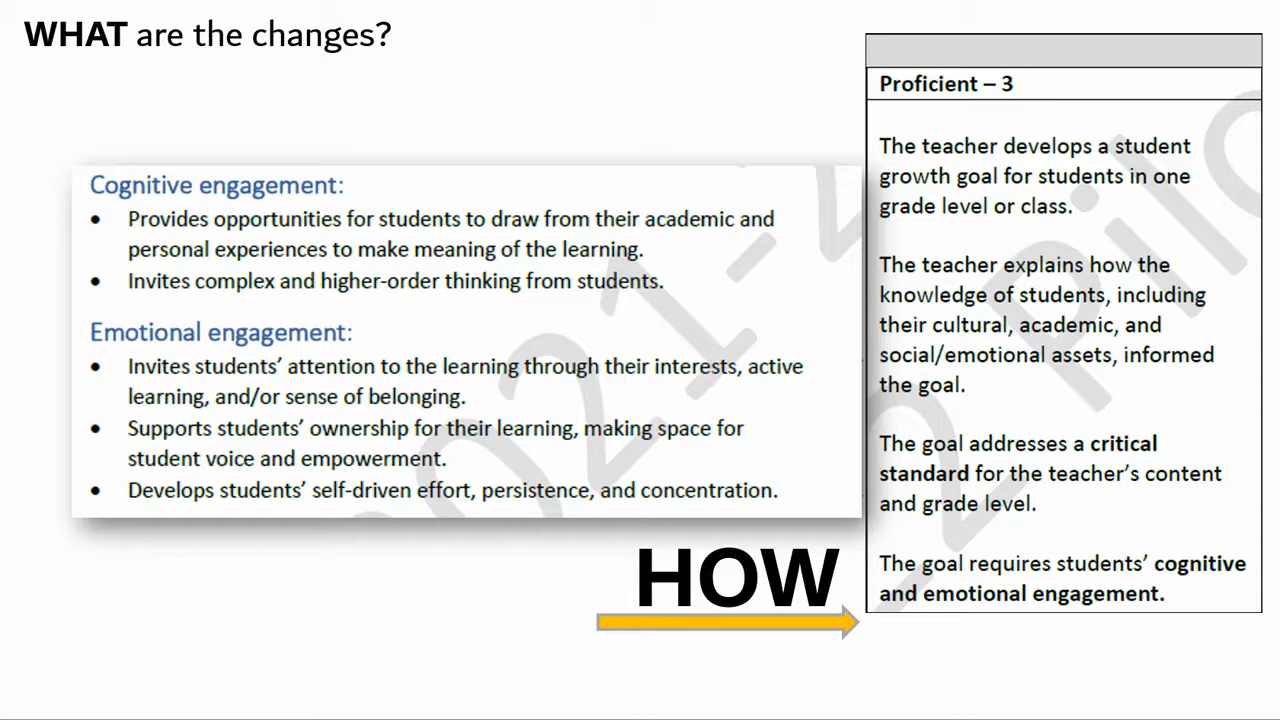 WHAT are the changes?
Cognitive engagement:
• Provides opportunities for students to draw from their academic and
personal experiences to make meaning of the learning.
• Invites complex and higher-order thinking from students.
Emotional engagement:
• Invites students’ attention to the learning through their interests, active
learning, and/or sense of belonging.
• Supports students’ ownership for their learning, making space for
student voice and empowerment.
• Develops students’ self-driven effort, persistence, and concentration.
HOW
Proficient – 3
The teacher develops a student
growth goal for students in one
grade level or class.
The teacher explains how the
knowledge of students, including
their cultural, academic, and
social/emotional assets, informed
the goal.
The goal addresses a critical
standard for the teacher’s content
and grade level.
The goal requires students’ cognitive
and emotional engagement.